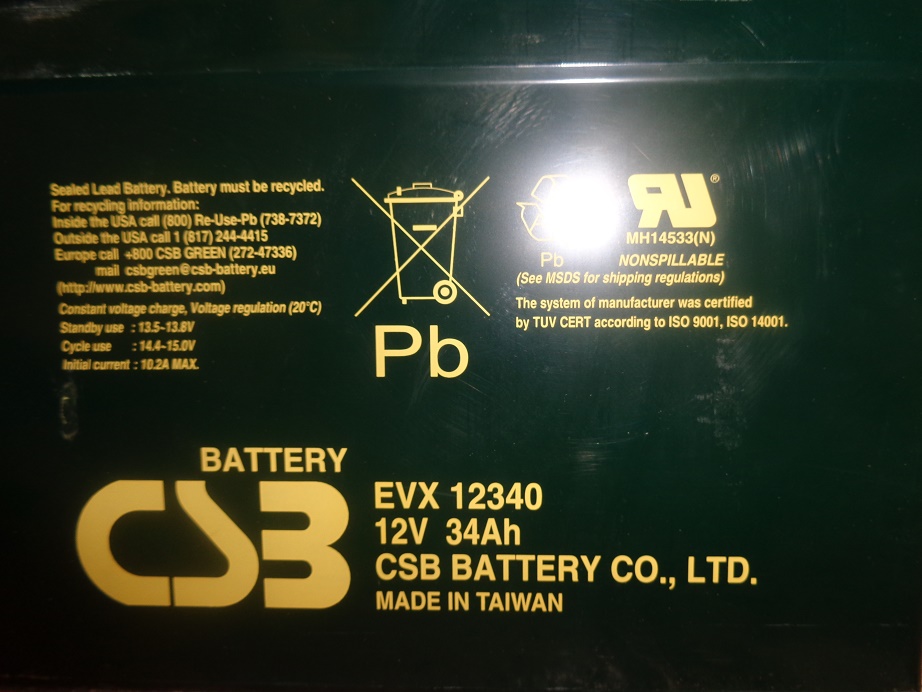 Sealed Lead Battery. Battery must be recycled.
For recycling information:
Inside the USA call (800) Re-Use-Pb (738-7372)
Outside the USA call 1 (817) 244-4415
Europe call +800 CSB GREEN (272-47336)
mail csbgreen@csb-battery.eu
(http://www.csb-battery.com)
Constant voltage charge, Voltage regulation (20°C)
Standby use : 13.5~13.8V
Cycle use : 14.4~15.0V
Initial current : 10.2A MAX.
Pb
Pb
RU®
MH14533(N)
NONSPILLABLE
(See MSDS for shipping regulations)
The system of manufacturer was certified
by TUV CERT according to ISO 9001, ISO 14001.
BATTERY
CSB
EVX 12340
12V 34Ah
CSB BATTERY CO., LTD.
MADE IN TAIWAN